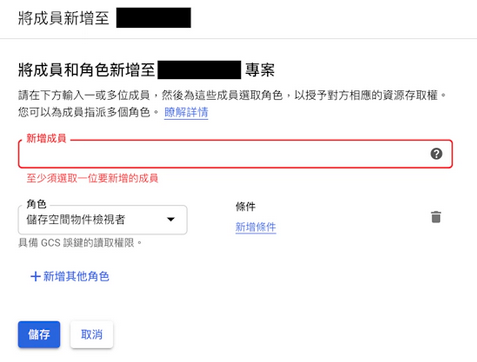 將成員新增至
將成員和角色新增至 專案
請在下方輸入一或多位成員，然後為這些成員選取角色，以授予對方相應的資源存取權。
您可以為成員指派多個角色。 瞭解詳情
新增成員
至少須選取一位要新增的成員
角色
儲存空間物件檢視者
條件
新增條件
具備 GCS 誤鍵的讀取權限。
+新增其他角色
儲存 取消